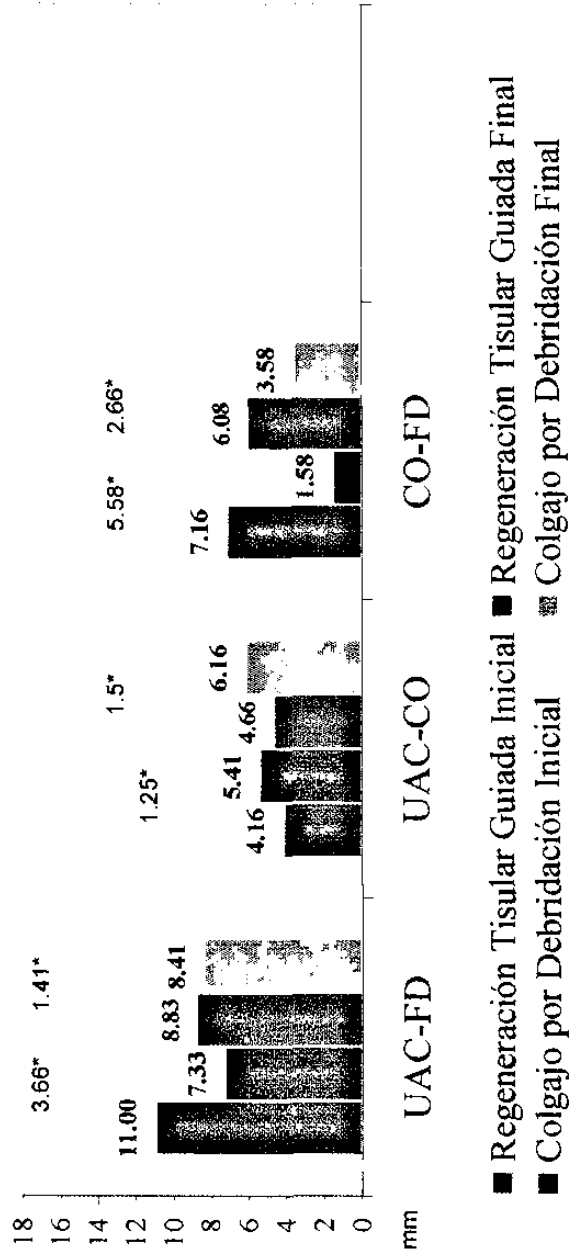 3.66* 1.41* 1.25* 1.5* 5.58* 2.66*
18
16
14
12
10
8
6
4
2
0
mm
11.00 7.33 8.83 8.41
4.16 5.41 4.66 6.16
7.16 1.58 6.08 3.58
UAC-FD UAC-CO CO-FD
Regeneración Tisular Guiada Inicial Regeneración Tisular Guiada Final
Colgajo por Debridación Inicial Colgajo por Debridación Final